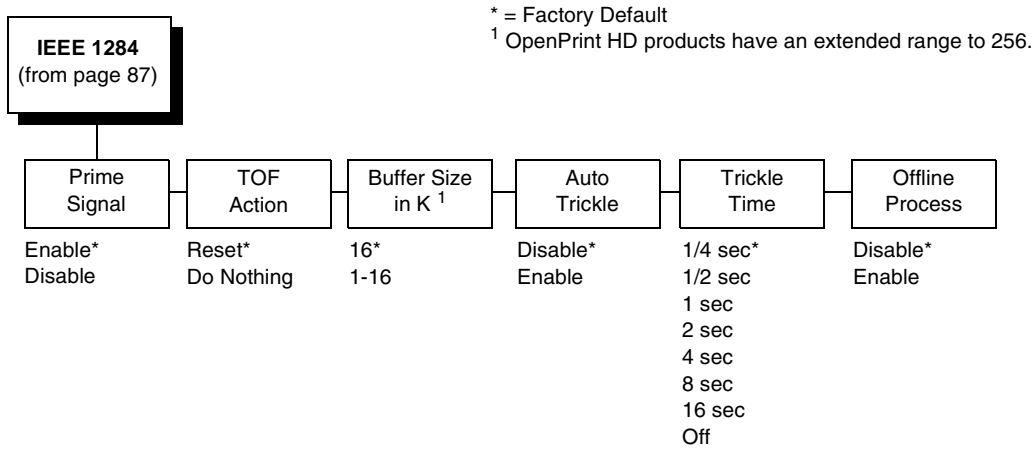 * = Factory Default
1 OpenPrint HD products have an extended range to 256.
IEEE 1284
(from page 87)
Prime
Signal
Enable*
Disable
TOF
Action
Reset*
Do Nothing
Buffer Size
in K 1
16*
1-16
Auto
Trickle
Disable*
Enable
Trickle
Time
1/4 sec*
1/2 sec
1 sec
2 sec
4 sec
8 sec
16 sec
Off
Offline
Process
Disable*
Enable